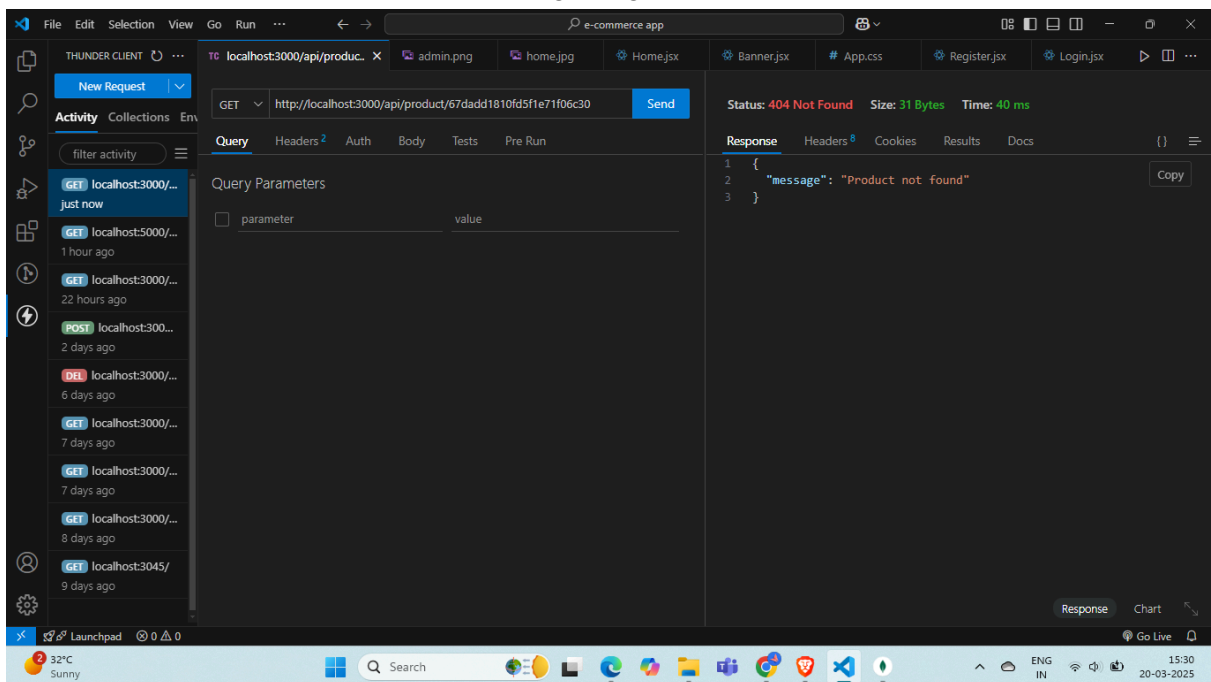 File Edit Selection View Go Run ··· ← → e-commerce app
THUNDER CLIENT ···
TC localhost:3000/api/produc.. × admin.png home.jpg Home.jsx Banner.jsx # App.css Register.jsx Login.jsx ···
New Request
GET http://localhost:3000/api/product/67dadd1810fd5f1e71f06c30 Send
Status: 404 Not Found Size: 31 Bytes Time: 40 ms
Activity Collections Env
Query Headers 2 Auth Body Tests Pre Run
Response Headers 8 Cookies Results Docs {}
filter activity
Query Parameters
parameter value
1 {
2 "message": "Product not found"
3 }
Copy
GET localhost:3000/...
just now
GET localhost:5000/...
1 hour ago
GET localhost:3000/...
22 hours ago
POST localhost:300...
2 days ago
DEL localhost:3000/...
6 days ago
GET localhost:3000/...
7 days ago
GET localhost:3000/...
7 days ago
GET localhost:3000/...
8 days ago
GET localhost:3045/
9 days ago
Response Chart
Launchpad 0 0 Go Live
2 32°C
Sunny
Search
ENG
IN
15:30
20-03-2025